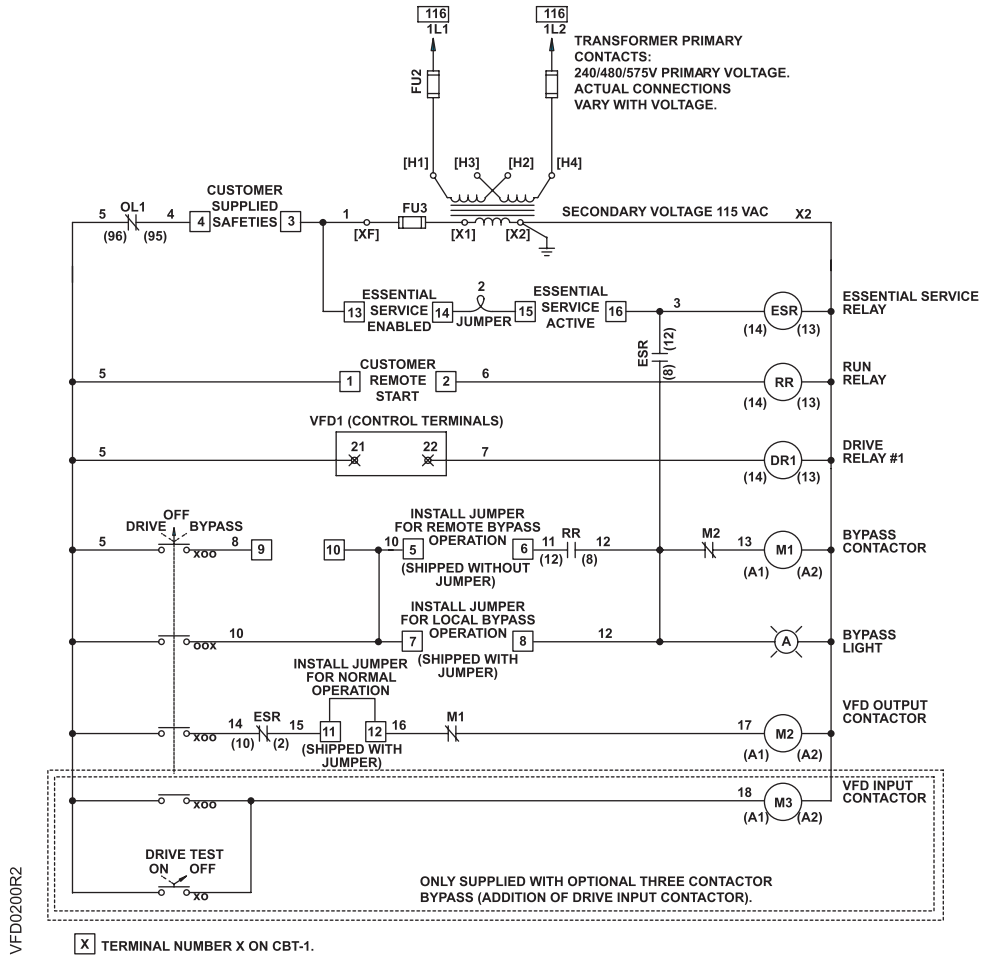 116 116
1L1 1L2
FU2
TRANSFORMER PRIMARY
CONTACTS:
240/480/575V PRIMARY VOLTAGE.
ACTUAL CONNECTIONS
VARY WITH VOLTAGE.
[H1] [H3] [H2] [H4]
CUSTOMER
SUPPLIED
SAFETIES
5 OL1 4 4 3 1 FU3 SECONDARY VOLTAGE 115 VAC X2
(96) (95) [XF] [X1] [X2]
ESSENTIAL
SERVICE
ENABLED
13 14 2 JUMPER 15 16 3
ESSENTIAL
SERVICE
ACTIVE
ESR
(14) (13)
ESSENTIAL SERVICE
RELAY
ESR (12)
(8)
5 1 2 6
CUSTOMER
REMOTE
START
RR
(14) (13)
RUN
RELAY
VFD1 (CONTROL TERMINALS)
5 21 22 7
DR1
(14) (13)
DRIVE
RELAY #1
OFF
DRIVE BYPASS
5 xoo 8 9 10 10 5 6 11 RR 12 M2 13 M1
INSTALL JUMPER
FOR REMOTE BYPASS
OPERATION
(SHIPPED WITHOUT
JUMPER)
(12) (8) (A1) (A2)
BYPASS
CONTACTOR
INSTALL JUMPER
FOR LOCAL BYPASS
OPERATION
oox 10 7 8 12 A
(SHIPPED WITH
JUMPER)
BYPASS
LIGHT
INSTALL JUMPER
FOR NORMAL
OPERATION
xoo 14 ESR 15 11 12 16 M1 17 M2
(10) (2) (A1) (A2)
(SHIPPED WITH
JUMPER)
VFD OUTPUT
CONTACTOR
xoo 18 M3
(A1) (A2)
VFD INPUT
CONTACTOR
DRIVE TEST
ON OFF
xo
ONLY SUPPLIED WITH OPTIONAL THREE CONTACTOR
BYPASS (ADDITION OF DRIVE INPUT CONTACTOR).
X TERMINAL NUMBER X ON CBT-1.
VFD0200R2